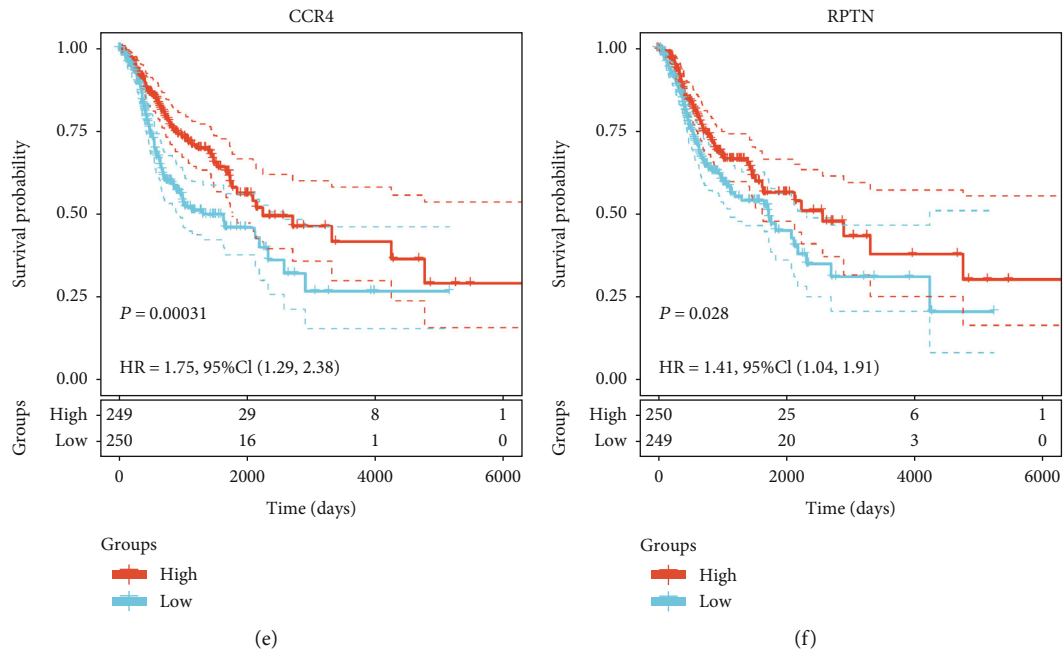 CCR4
1.00
0.75
0.50
0.25
0.00
Survival probability
P = 0.00031
HR = 1.75, 95%Cl (1.29, 2.38)
Groups
High 249 29 8 1
Low 250 16 1 0
0 2000 4000 6000
Time (days)
Groups
High
Low
(e)
RPTN
1.00
0.75
0.50
0.25
0.00
Survival probability
P = 0.028
HR = 1.41, 95%Cl (1.04, 1.91)
Groups
High 250 25 6 1
Low 249 20 3 0
0 2000 4000 6000
Time (days)
Groups
High
Low
(f)